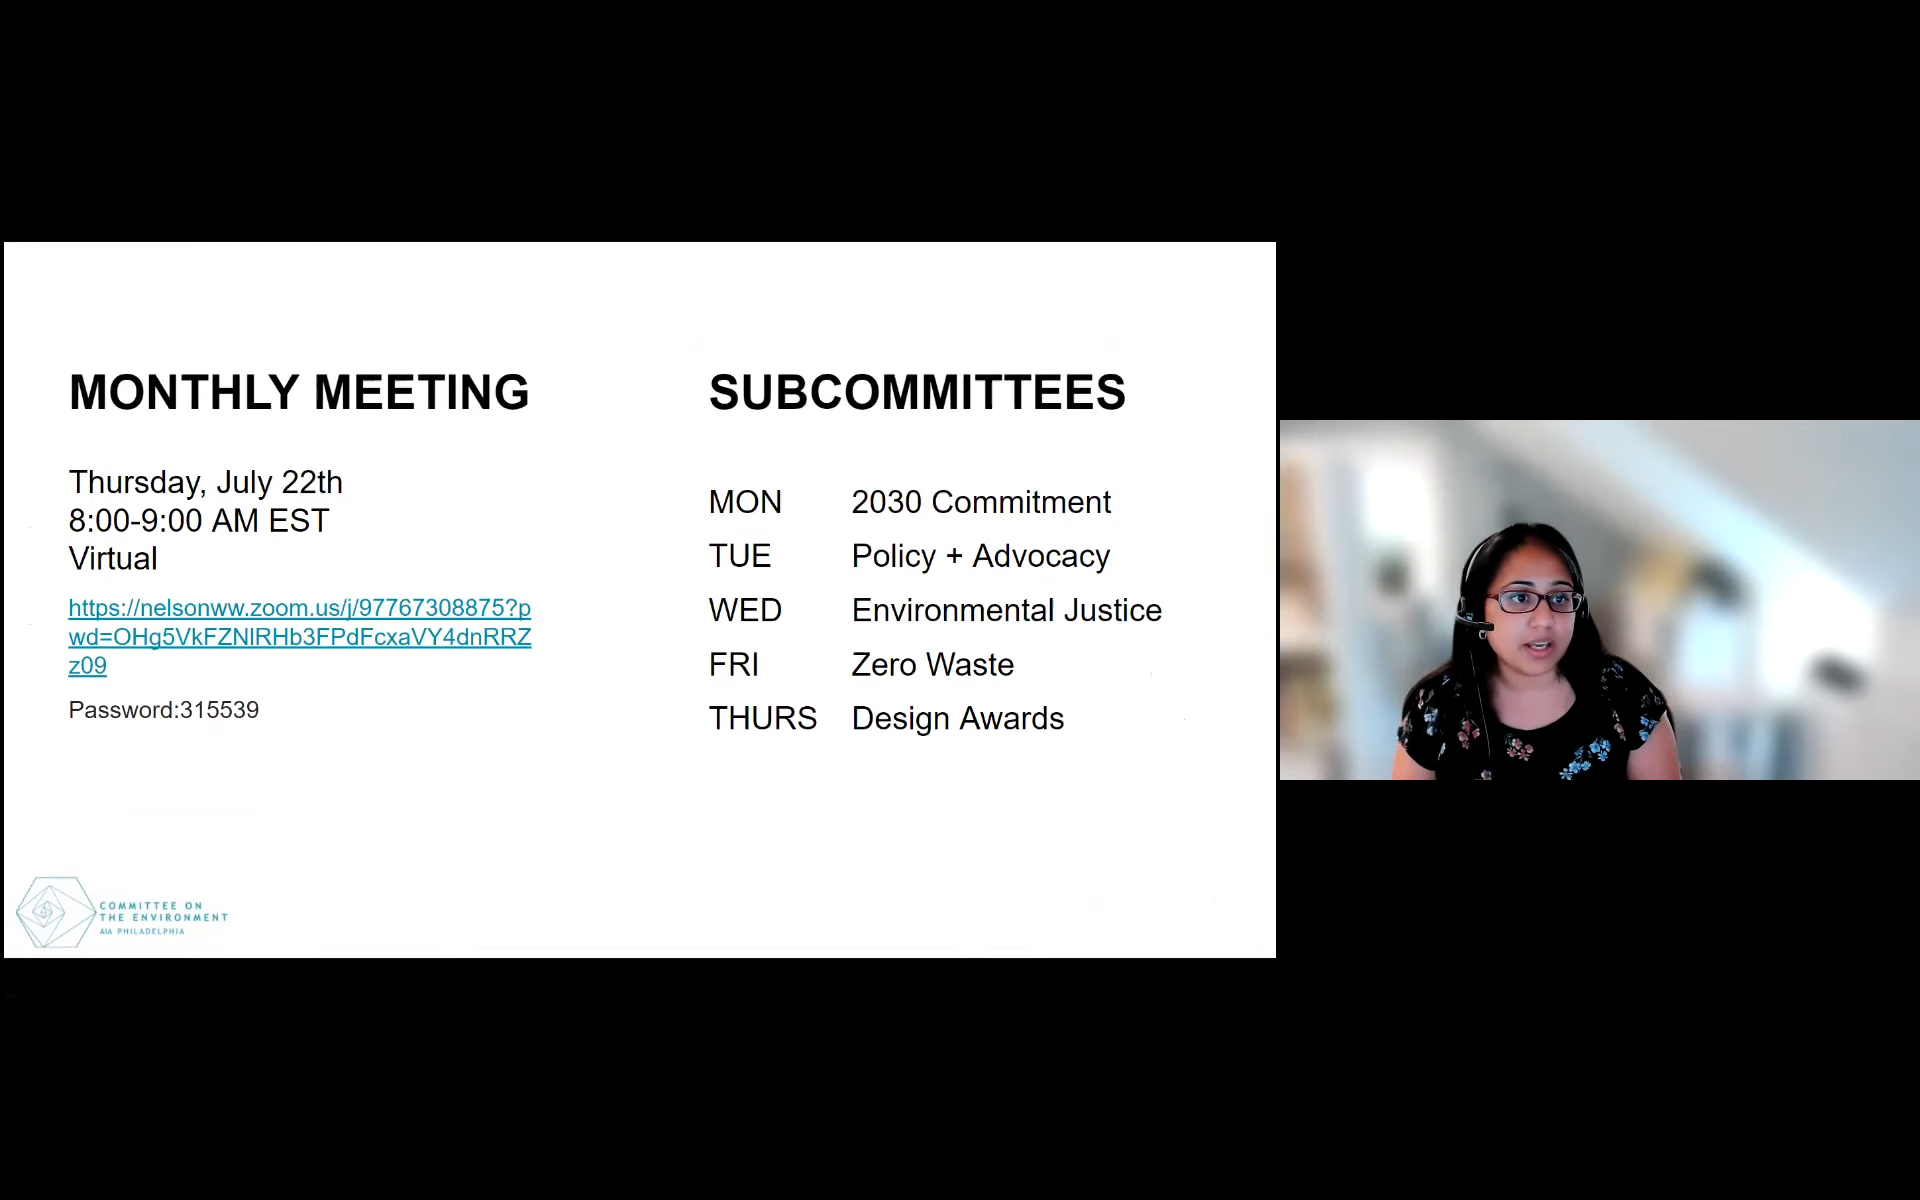 MONTHLY MEETING
Thursday, July 22th
8:00-9:00 AM EST
Virtual
https://nelsonww.zoom.us/j/97767308875?p
wd=OHg5VkFZNlRHb3FPdFcxaVY4dnRRZ
z09
Password:315539
SUBCOMMITTEES
MON 2030 Commitment
TUE Policy + Advocacy
WED Environmental Justice
FRI Zero Waste
THURS Design Awards
COMMITTEE ON
THE ENVIRONMENT
AIA PHILADELPHIA